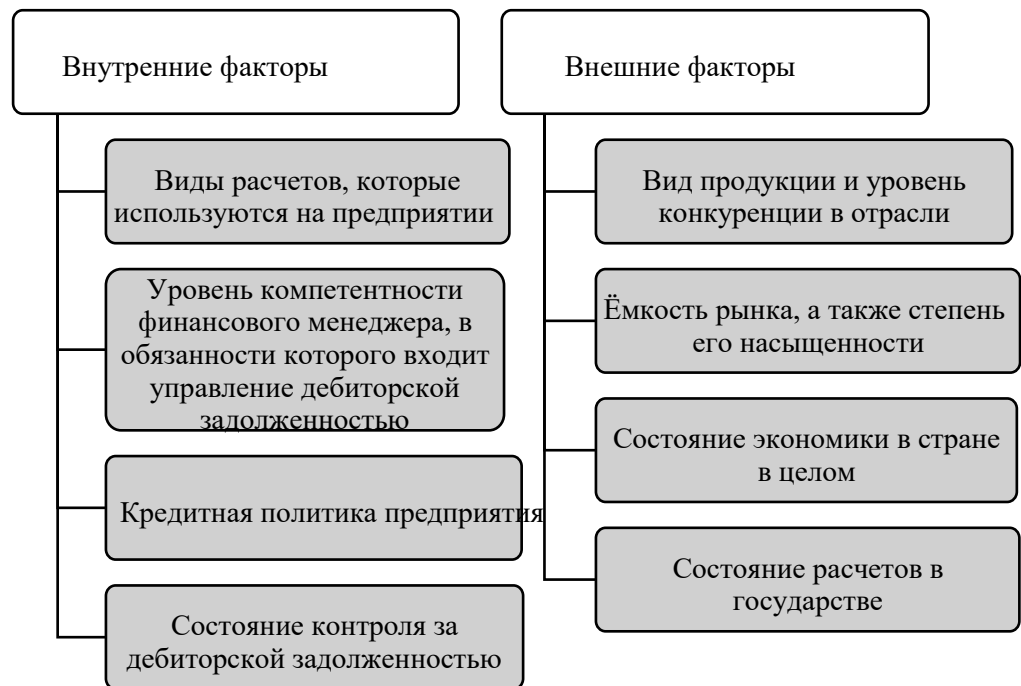 Внутренние факторы
Виды расчетов, которые
используются на предприятии
Уровень компетентности
финансового менеджера, в
обязанности которого входит
управление дебиторской
задолженностью
Кредитная политика предприятия
Состояние контроля за
дебиторской задолженностью
Внешние факторы
Вид продукции и уровень
конкуренции в отрасли
Ёмкость рынка, а также степень
его насыщенности
Состояние экономики в стране
в целом
Состояние расчетов в
государстве